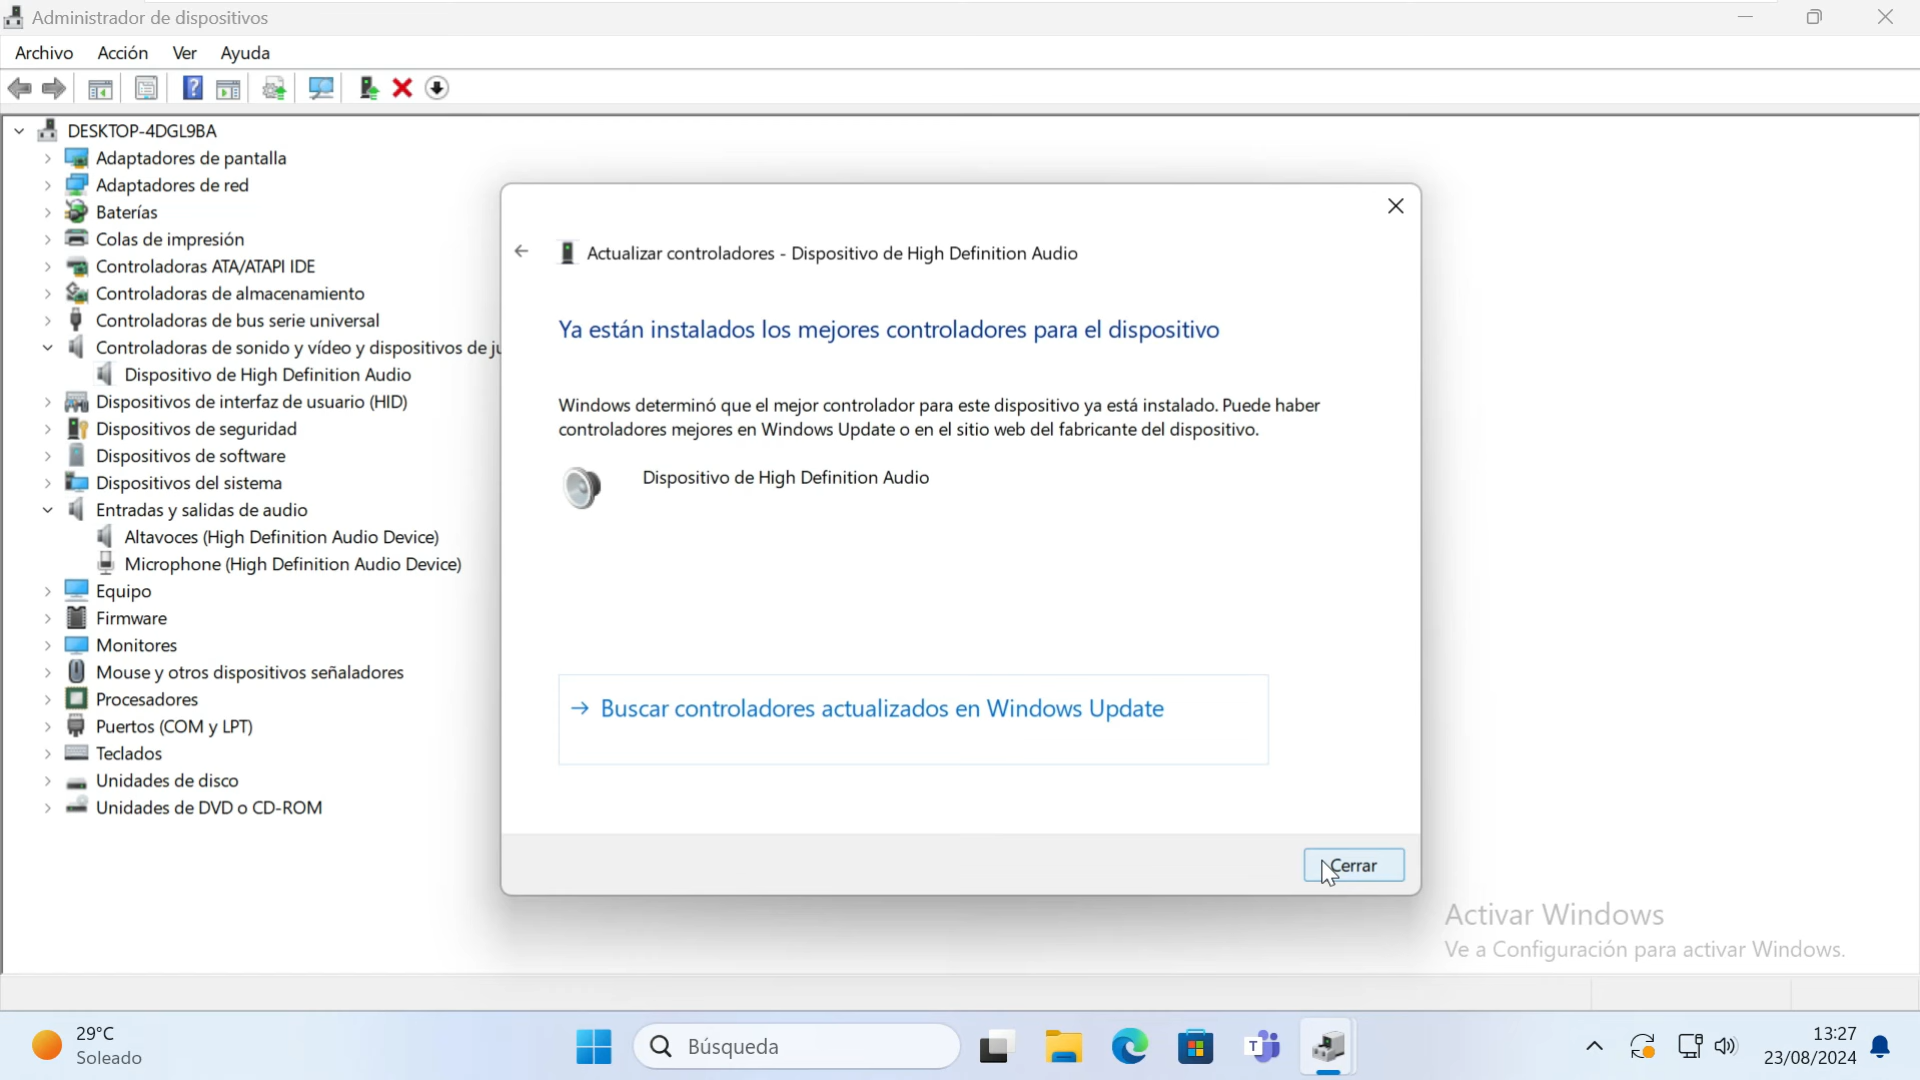 Administrador de dispositivos
Archivo Acción Ver Ayuda
DESKTOP-4DGL9BA
Adaptadores de pantalla
Adaptadores de red
Baterías
Colas de impresión
Controladoras ATA/ATAPI IDE
Controladoras de almacenamiento
Controladoras de bus serie universal
Controladoras de sonido y vídeo y dispositivos de ju
Dispositivo de High Definition Audio
Dispositivos de interfaz de usuario (HID)
Dispositivos de seguridad
Dispositivos de software
Dispositivos del sistema
Entradas y salidas de audio
Altavoces (High Definition Audio Device)
Microphone (High Definition Audio Device)
Equipo
Firmware
Monitores
Mouse y otros dispositivos señaladores
Procesadores
Puertos (COM y LPT)
Teclados
Unidades de disco
Unidades de DVD o CD-ROM
Actualizar controladores - Dispositivo de High Definition Audio
Ya están instalados los mejores controladores para el dispositivo
Windows determinó que el mejor controlador para este dispositivo ya está instalado. Puede haber
controladores mejores en Windows Update o en el sitio web del fabricante del dispositivo.
Dispositivo de High Definition Audio
Buscar controladores actualizados en Windows Update
Cerrar
Activar Windows
Ve a Configuración para activar Windows.
29°C
Soleado
Búsqueda
13:27
23/08/2024